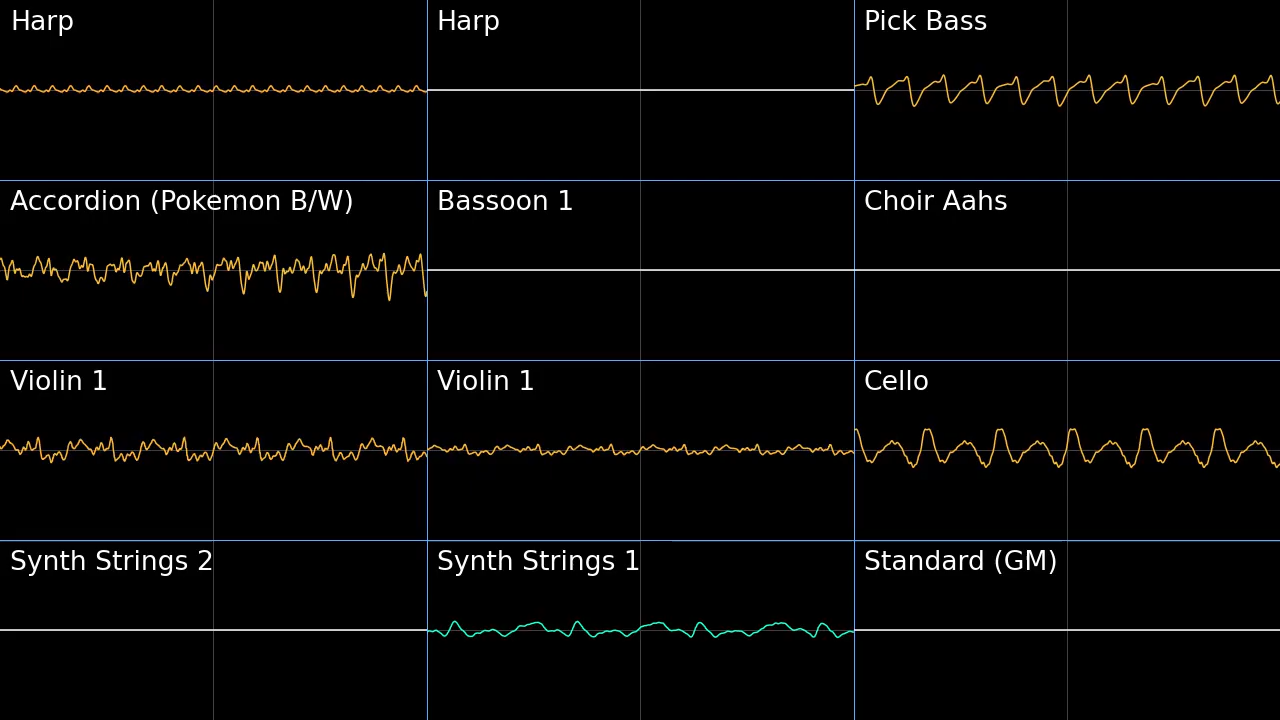 Harp
Harp
Pick Bass
Accordion (Pokemon B/W)
Bassoon 1
Choir Aahs
Violin 1
Violin 1
Cello
Synth Strings 2
Synth Strings 1
Standard (GM)